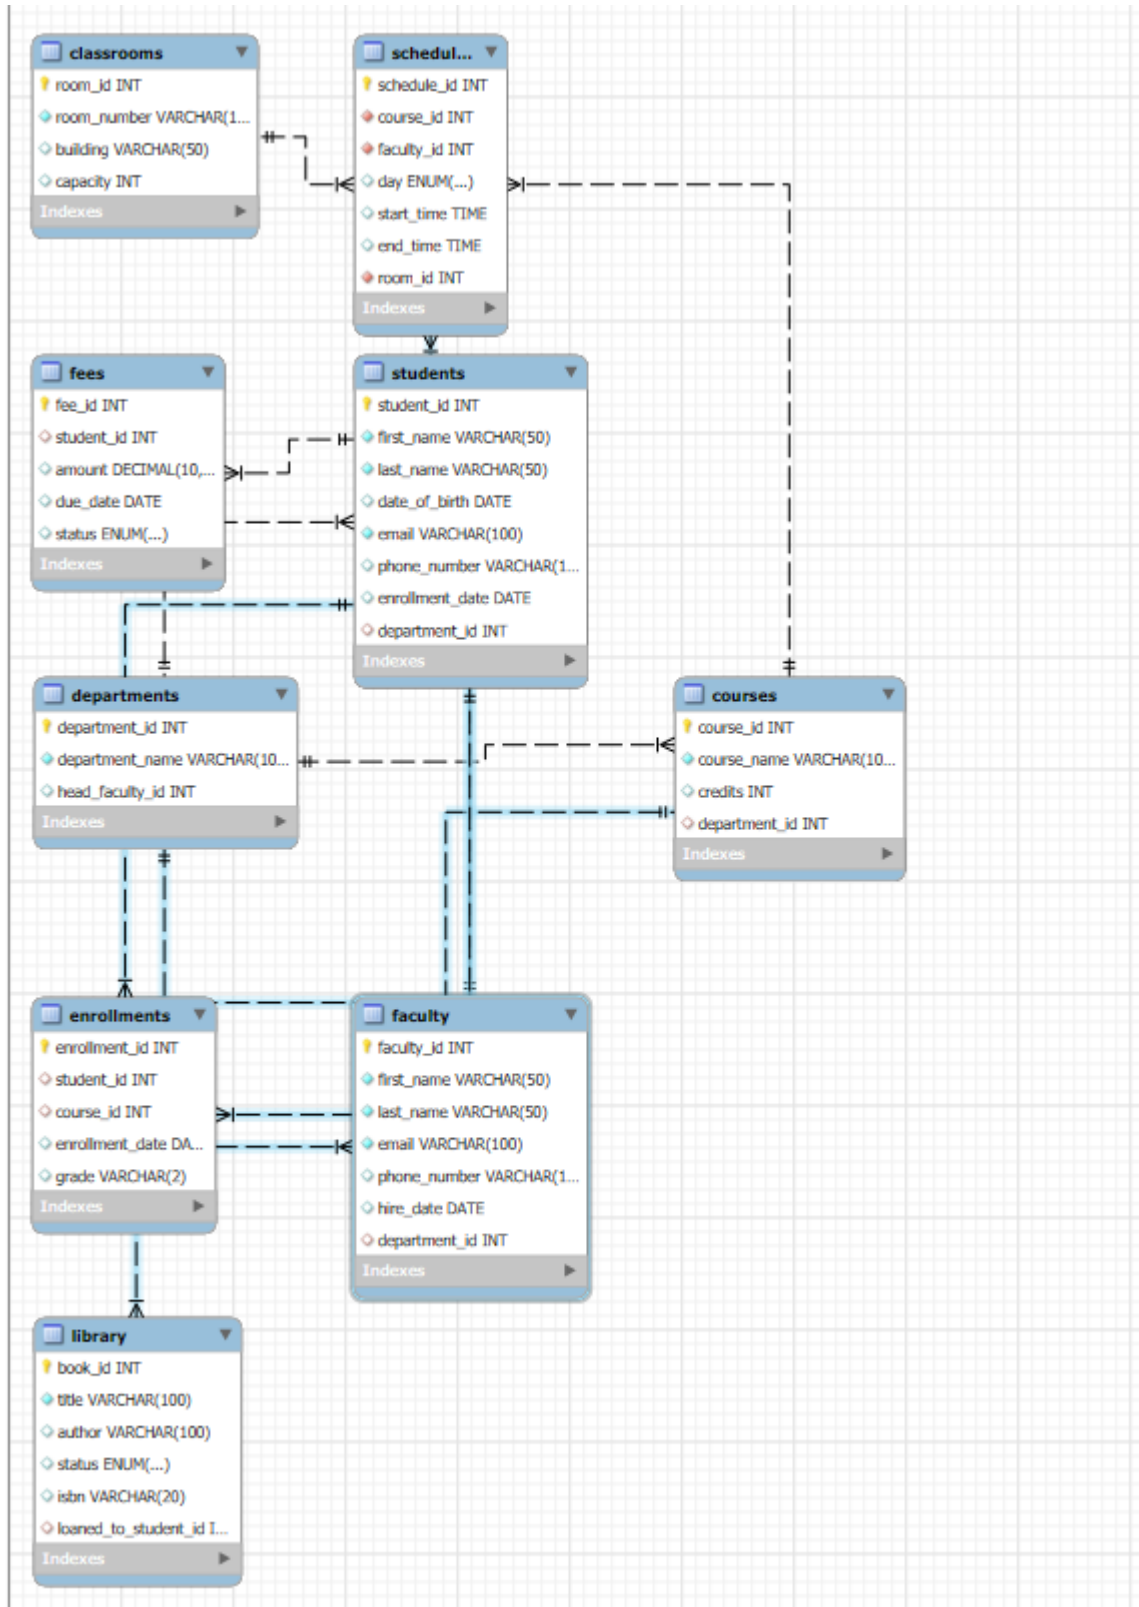 classrooms
room_id INT
room_number VARCHAR(1...
building VARCHAR(50)
capacity INT
Indexes
schedul...
schedule_id INT
course_id INT
faculty_id INT
day ENUM(...)
start_time TIME
end_time TIME
room_id INT
Indexes
fees
fee_id INT
student_id INT
amount DECIMAL(10,...
due_date DATE
status ENUM(...)
Indexes
students
student_id INT
first_name VARCHAR(50)
last_name VARCHAR(50)
date_of_birth DATE
email VARCHAR(100)
phone_number VARCHAR(1...
enrollment_date DATE
department_id INT
Indexes
departments
department_id INT
department_name VARCHAR(10...
head_faculty_id INT
Indexes
courses
course_id INT
course_name VARCHAR(10...
credits INT
department_id INT
Indexes
enrollments
enrollment_id INT
student_id INT
course_id INT
enrollment_date DA...
grade VARCHAR(2)
Indexes
faculty
faculty_id INT
first_name VARCHAR(50)
last_name VARCHAR(50)
email VARCHAR(100)
phone_number VARCHAR(1...
hire_date DATE
department_id INT
Indexes
library
book_id INT
title VARCHAR(100)
author VARCHAR(100)
status ENUM(...)
isbn VARCHAR(20)
loaned_to_student_id I...
Indexes